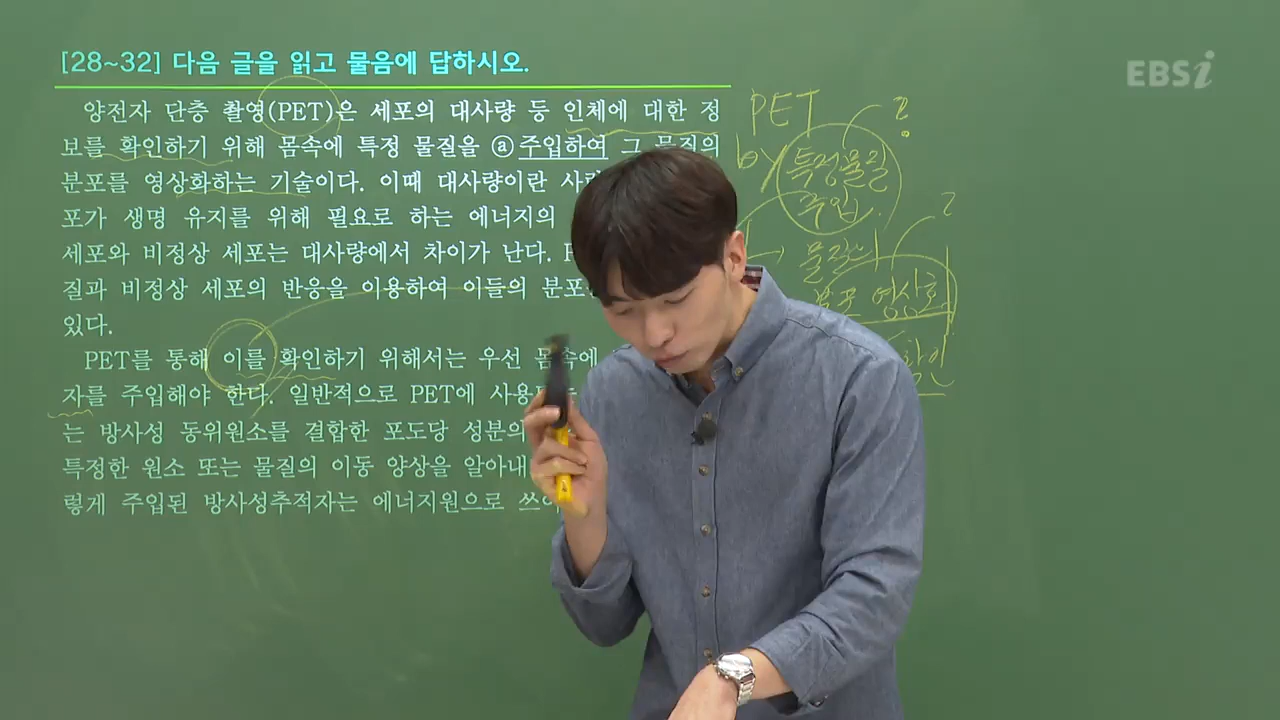 [28~32] 다음 글을 읽고 물음에 답하시오.
EBSi
양전자 단층 촬영(PET)은 세포의 대사량 등 인체에 대한 정
보를 확인하기 위해 몸속에 특정 물질을 ⓐ주입하여 그 물질의
분포를 영상화하는 기술이다. 이때 대사량이란
포가 생명 유지를 위해 필요로 하는 에너지의
세포와 비정상 세포는 대사량에서 차이가 난다.
질과 비정상 세포의 반응을 이용하여 이들의
있다.
PET를 통해 이를 확인하기 위해서는 우선 몸속에
자를 주입해야 한다. 일반적으로 PET에
는 방사성 동위원소를 결합한 포도당 성분의
특정한 원소 또는 물질의 이동 양상을
렇게 주입된 방사성추적자는 에너지원으로
PET
?
by 특정물질
주입
?
→ 물질의
분포 영상화
확인